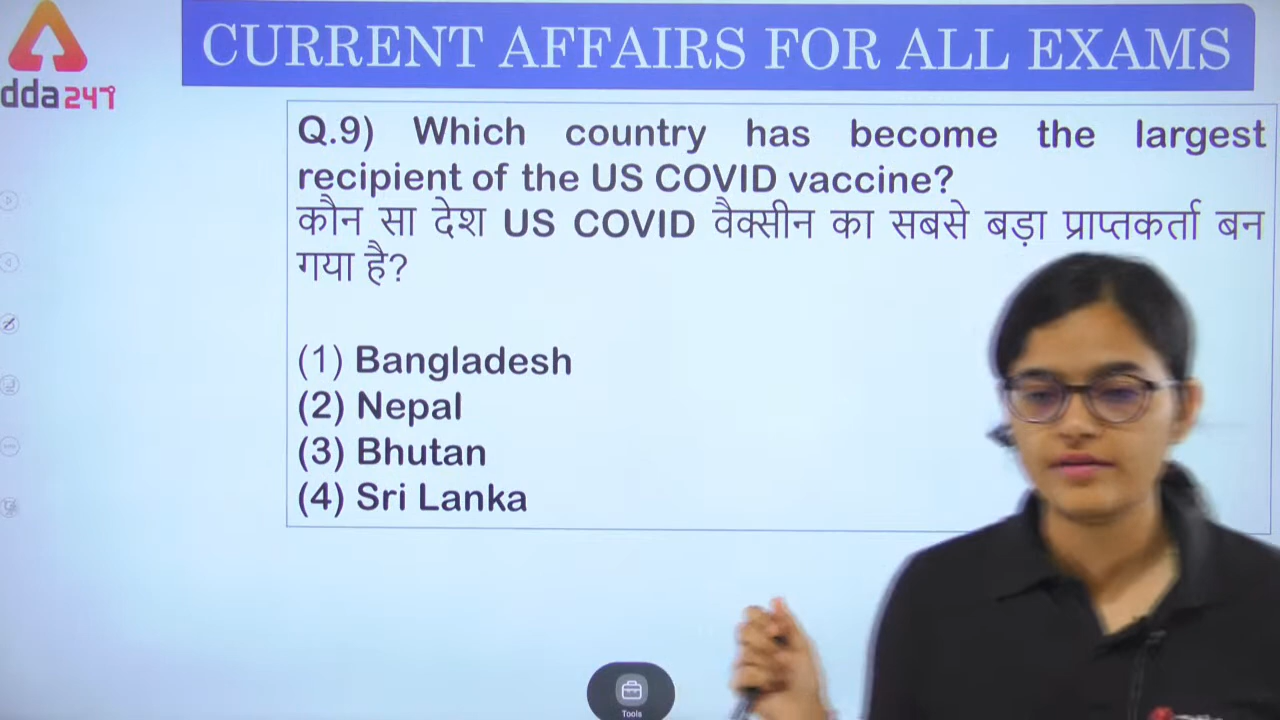 CURRENT AFFAIRS FOR ALL EXAMS
dda247
Q.9) Which country has become the largest
recipient of the US COVID vaccine?
कौन सा देश US COVID वैक्सीन का सबसे बड़ा प्राप्तकर्ता बन
गया है?
(1) Bangladesh
(2) Nepal
(3) Bhutan
(4) Sri Lanka
Tools